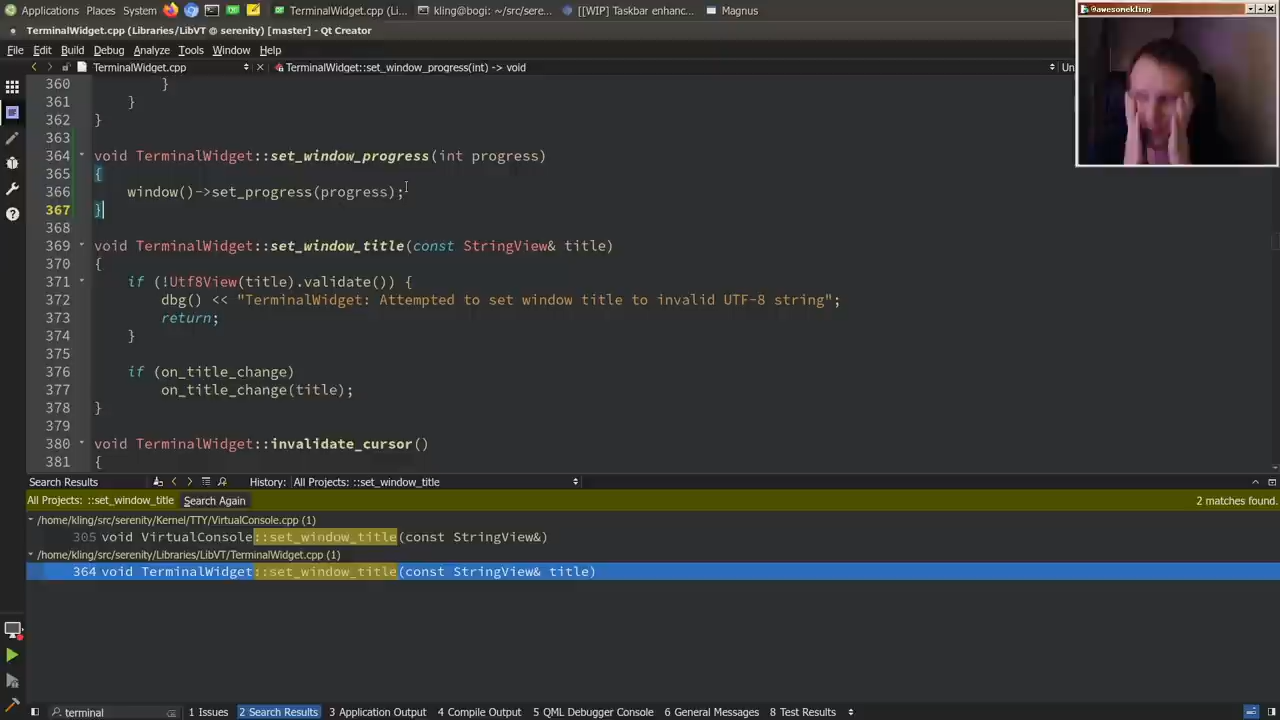 Applications Places System TerminalWidget.cpp (Li... kling@bogi: ~/src/sere... [[WIP] Taskbar enhanc... Magnus
@awesomekling
TerminalWidget.cpp (Libraries/LibVT @ serenity) [master] - Qt Creator
File Edit Build Debug Analyze Tools Window Help
TerminalWidget.cpp TerminalWidget::set_window_progress(int) -> void Un
360 }
361 }
362 }
363
364 void TerminalWidget::set_window_progress(int progress)
365 {
366 window()->set_progress(progress);
367 }
368
369 void TerminalWidget::set_window_title(const StringView& title)
370 {
371 if (!Utf8View(title).validate()) {
372 dbg() << "TerminalWidget: Attempted to set window title to invalid UTF-8 string";
373 return;
374 }
375
376 if (on_title_change)
377 on_title_change(title);
378 }
379
380 void TerminalWidget::invalidate_cursor()
381 {
Search Results History: All Projects: ::set_window_title
All Projects: ::set_window_title Search Again 2 matches found.
/home/kling/src/serenity/Kernel/TTY/VirtualConsole.cpp (1)
305 void VirtualConsole::set_window_title(const StringView&)
/home/kling/src/serenity/Libraries/LibVT/TerminalWidget.cpp (1)
364 void TerminalWidget::set_window_title(const StringView& title)
terminal 1 Issues 2 Search Results 3 Application Output 4 Compile Output 5 QML Debugger Console 6 General Messages 8 Test Results